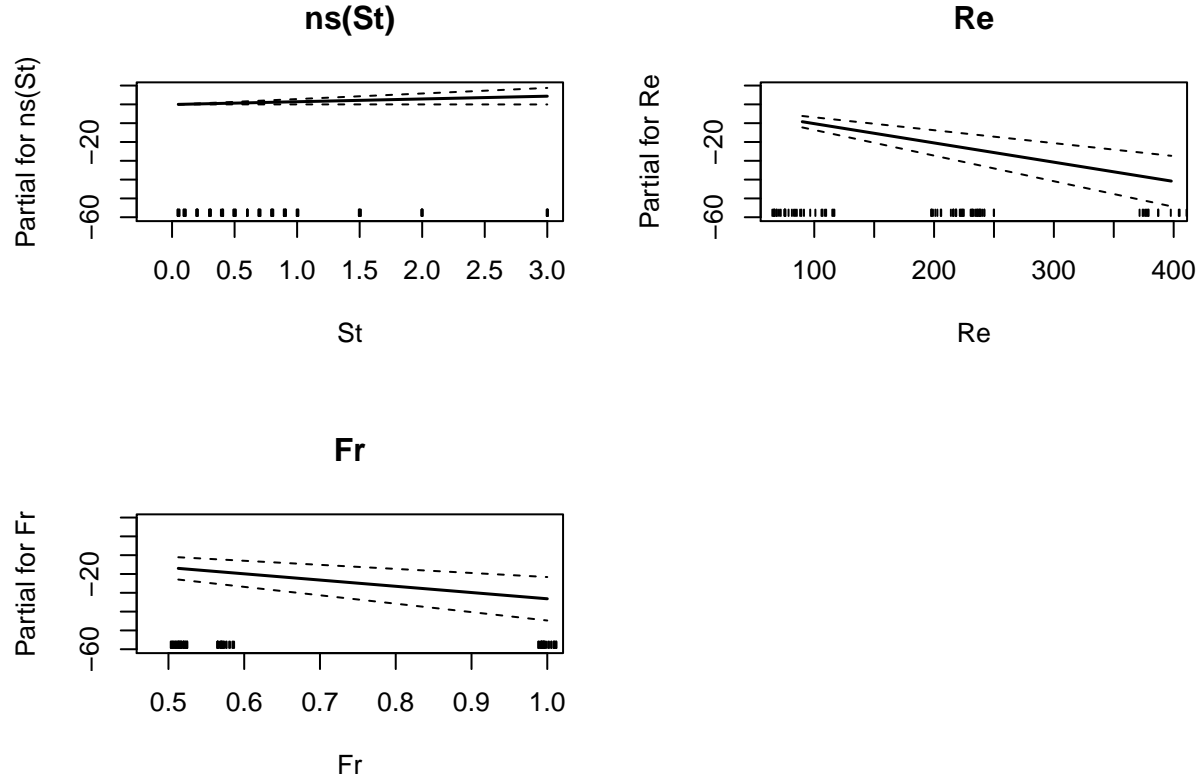 ns(St)
Partial for ns(St)
−60
−20
0.0 0.5 1.0 1.5 2.0 2.5 3.0
St
Re
Partial for Re
−60
−20
100 200 300 400
Re
Fr
Partial for Fr
−60
−20
0.5 0.6 0.7 0.8 0.9 1.0
Fr